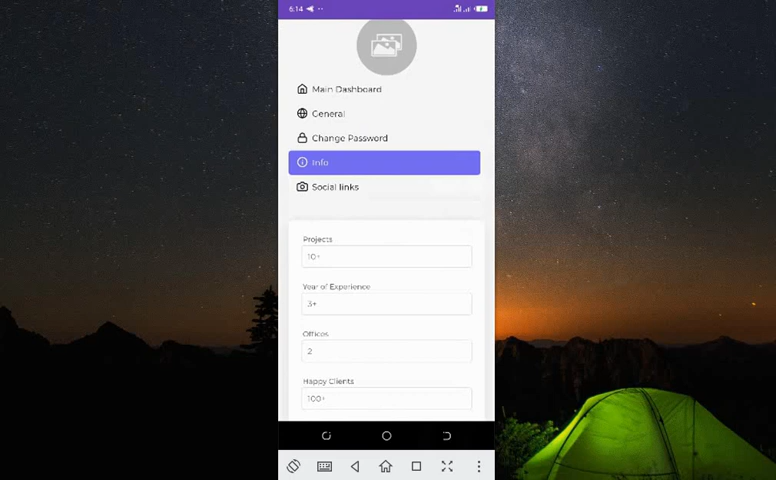 6.14
Main Dashboard
General
Change Password
Info
Social links
Projects
10+
Year of Experience
3+
Offices
2
Happy Clients
100+